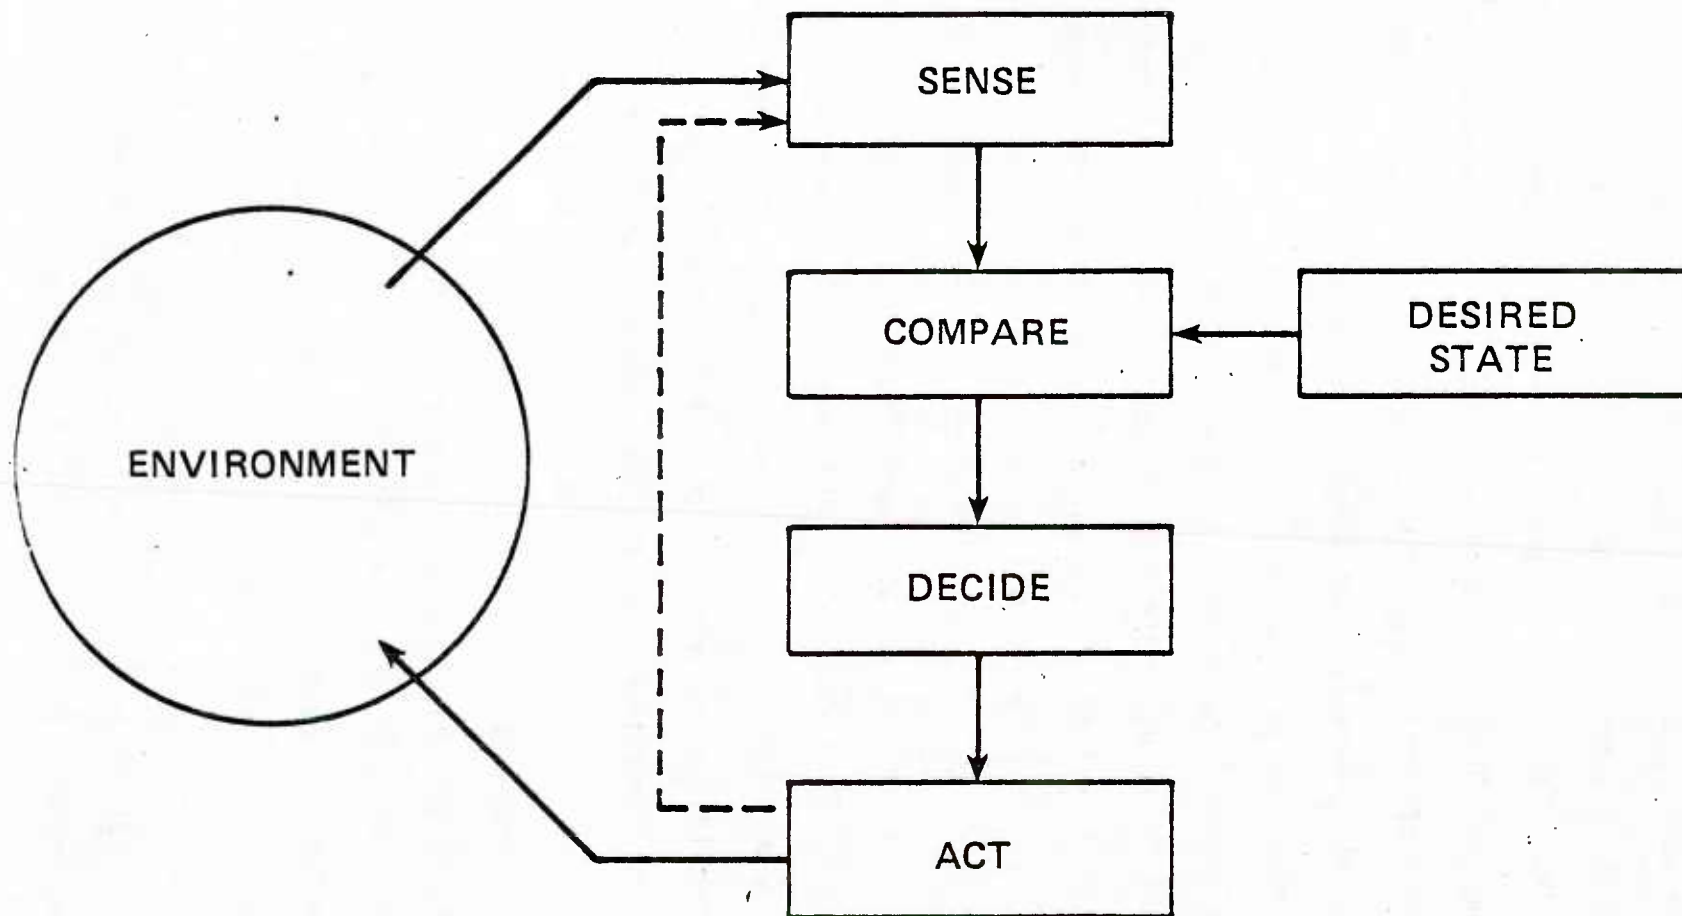 SENSE
COMPARE
DESIRED
STATE
ENVIRONMENT
DECIDE
ACT